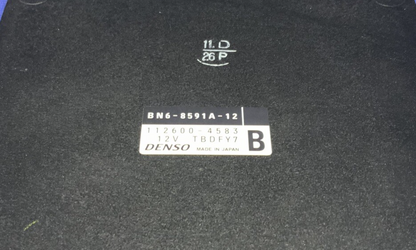 11. D
26 P
BN6-8591A-12
112600-4583
12V TBDFY7
B
DENSO MADE IN JAPAN